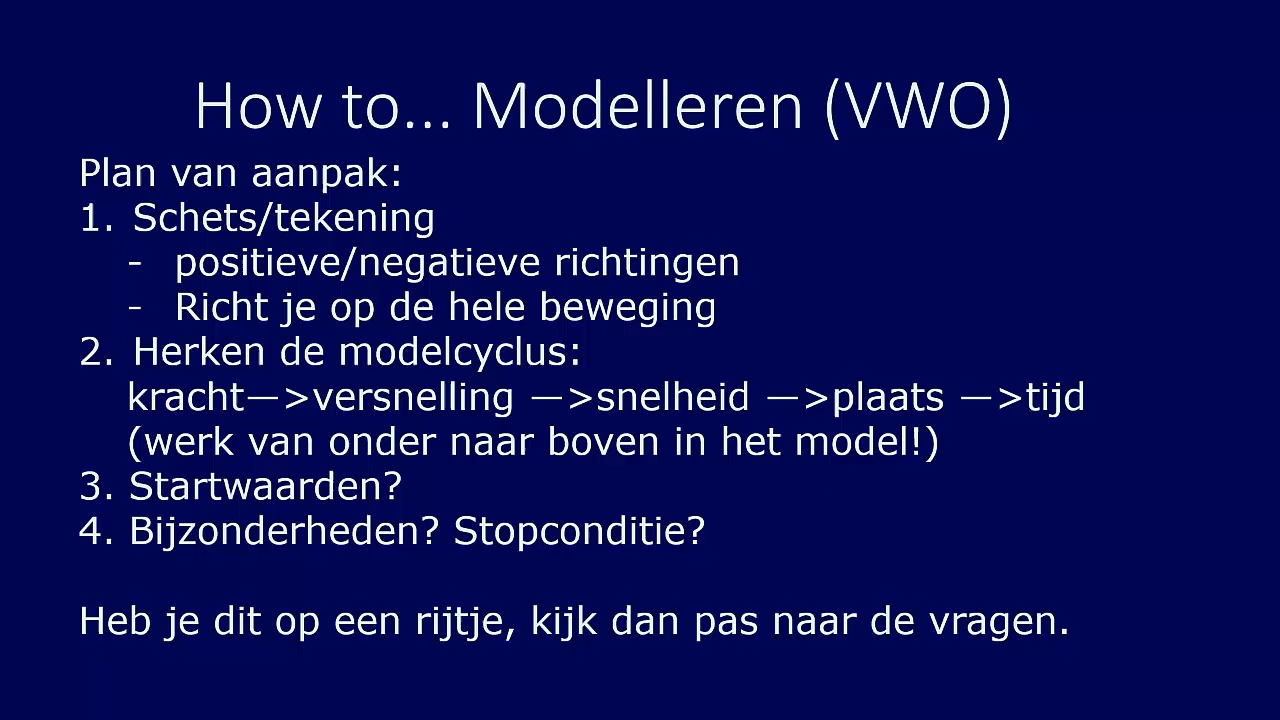 How to... Modelleren (VWO)
Plan van aanpak:
1. Schets/tekening
- positieve/negatieve richtingen
- Richt je op de hele beweging
2. Herken de modelcyclus:
kracht—>versnelling —>snelheid —>plaats —>tijd
(werk van onder naar boven in het model!)
3. Startwaarden?
4. Bijzonderheden? Stopconditie?
Heb je dit op een rijtje, kijk dan pas naar de vragen.